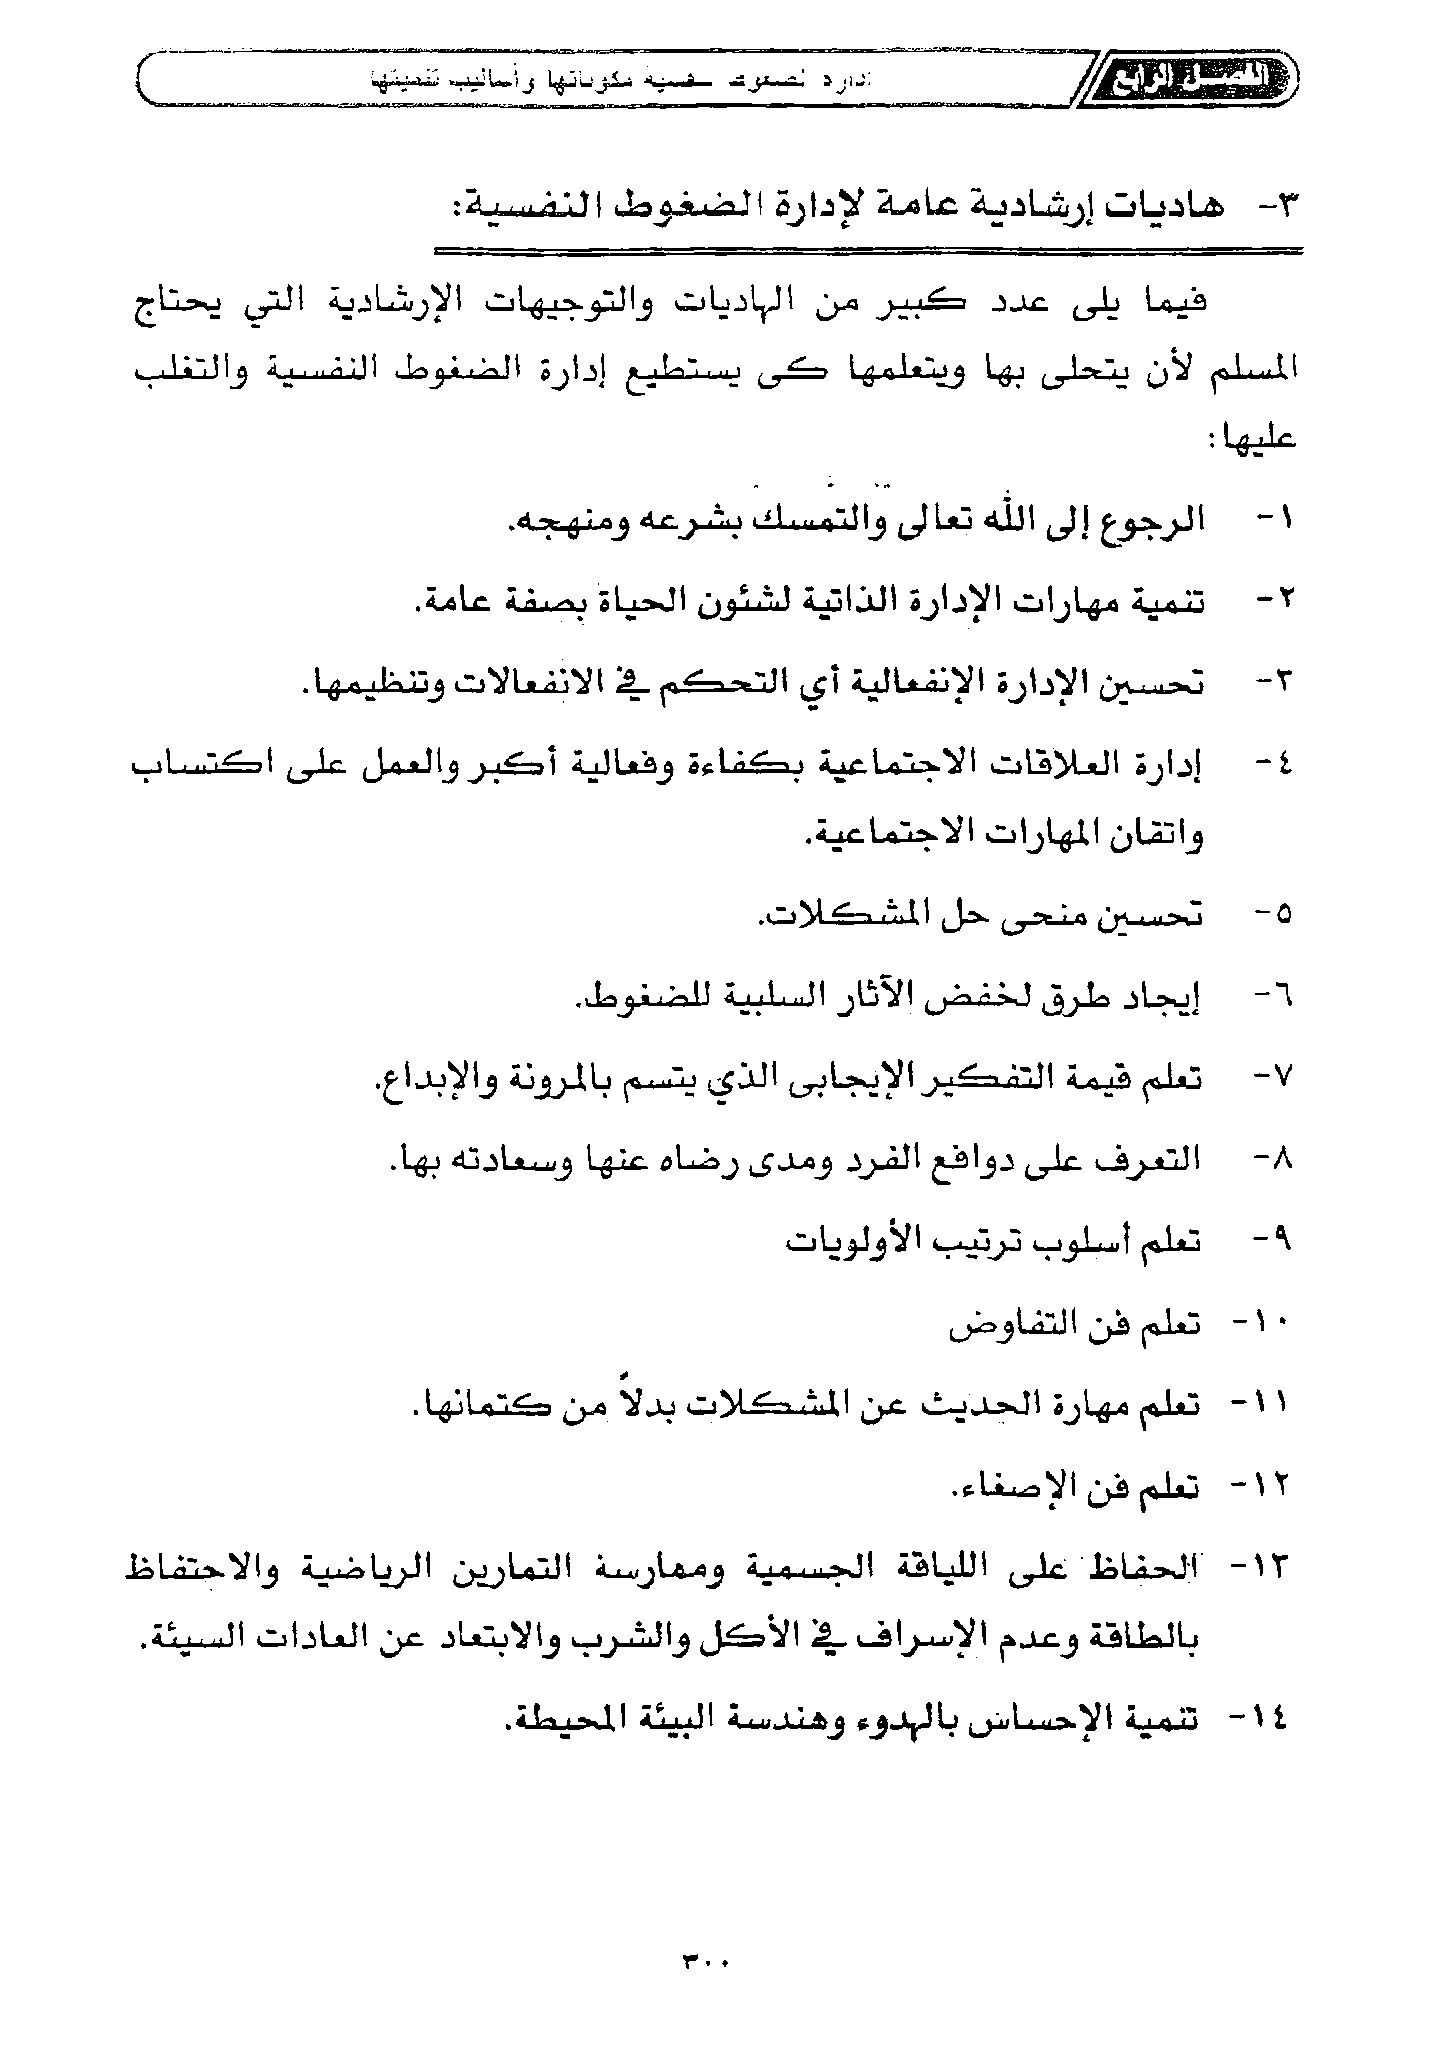 الفصل الرابع
إدارة الضغوط النفسية مكوناتها وأساليب تنميتها
٣- هاديات إرشادية عامة لإدارة الضغوط النفسية:
فيما يلى عدد كبير من الهاديات والتوجيهات الإرشادية التي يحتاج
المسلم لأن يتحلى بها ويتعلمها كى يستطيع إدارة الضغوط النفسية والتغلب
عليها:
١- الرجوع إلى الله تعالى والتمسك بشرعه ومنهجه.
٢- تنمية مهارات الإدارة الذاتية لشئون الحياة بصفة عامة.
٣- تحسين الإدارة الإنفعالية أي التحكم في الانفعالات وتنظيمها.
٤- إدارة العلاقات الاجتماعية بكفاءة وفعالية أكبر والعمل على اكتساب
واتقان المهارات الاجتماعية.
٥- تحسين منحى حل المشكلات.
٦- إيجاد طرق لخفض الآثار السلبية للضغوط.
٧- تعلم قيمة التفكير الإيجابى الذي يتسم بالمرونة والإبداع.
٨- التعرف على دوافع الفرد ومدى رضاه عنها وسعادته بها.
٩- تعلم أسلوب ترتيب الأولويات
١٠- تعلم فن التفاوض
١١- تعلم مهارة الحديث عن المشكلات بدلاً من كتمانها.
١٢- تعلم فن الإصغاء.
١٣- الحفاظ على اللياقة الجسمية وممارسة التمارين الرياضية والاحتفاظ
بالطاقة وعدم الإسراف في الأكل والشرب والابتعاد عن العادات السيئة.
١٤- تنمية الإحساس بالهدوء وهندسة البيئة المحيطة.
٣٠٠